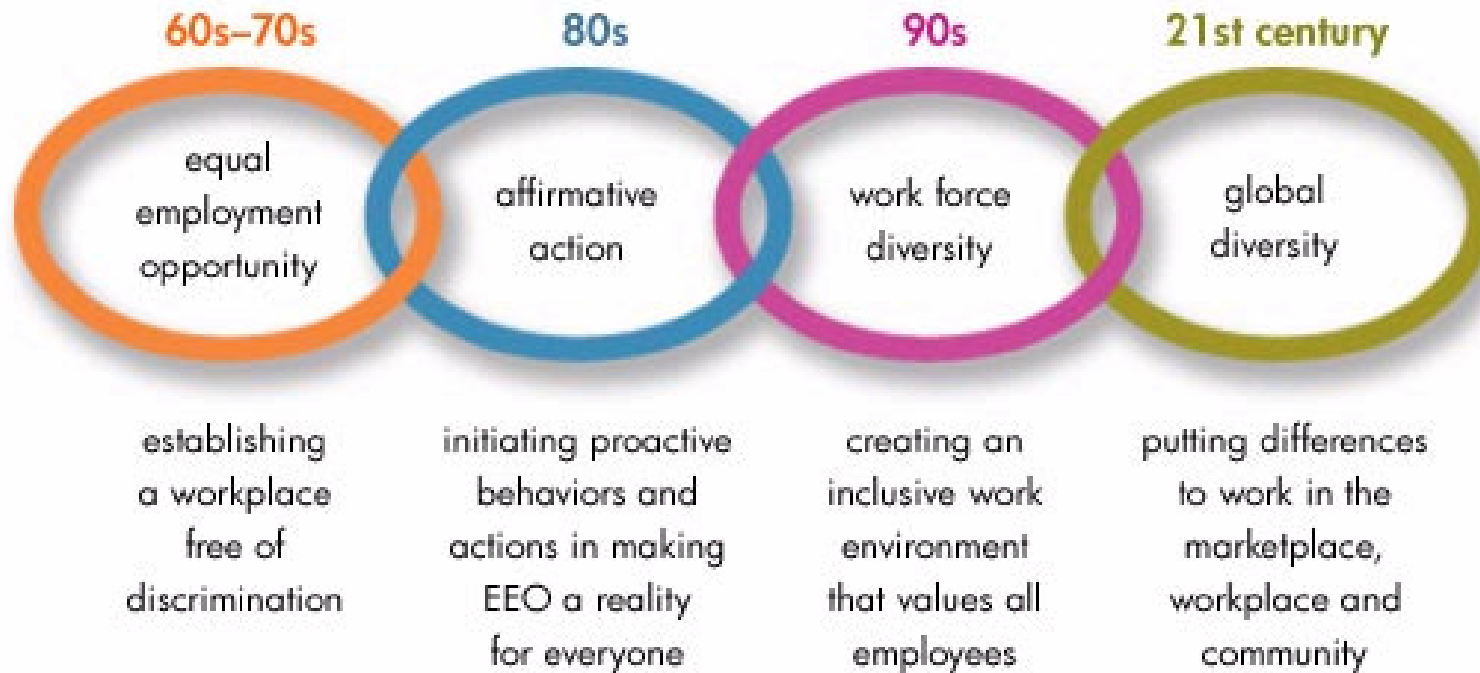 60s–70s
80s
90s
21st century
equal
employment
opportunity
affirmative
action
work force
diversity
global
diversity
establishing
a workplace
free of
discrimination
initiating proactive
behaviors and
actions in making
EEO a reality
for everyone
creating an
inclusive work
environment
that values all
employees
putting differences
to work in the
marketplace,
workplace and
community